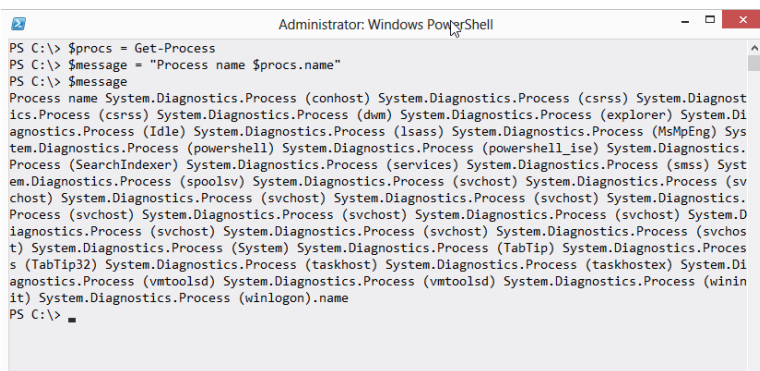 Administrator: Windows PowerShell
PS C:\> $procs = Get-Process
PS C:\> $message = "Process name $procs.name"
PS C:\> $message
Process name System.Diagnostics.Process (conhost) System.Diagnostics.Process (csrss) System.Diagnost
ics.Process (csrss) System.Diagnostics.Process (dwm) System.Diagnostics.Process (explorer) System.Di
agnostics.Process (Idle) System.Diagnostics.Process (lsass) System.Diagnostics.Process (MsMpEng) Sys
tem.Diagnostics.Process (powershell) System.Diagnostics.Process (powershell_ise) System.Diagnostics.
Process (SearchIndexer) System.Diagnostics.Process (services) System.Diagnostics.Process (smss) Syst
em.Diagnostics.Process (spoolsv) System.Diagnostics.Process (svchost) System.Diagnostics.Process (sv
chost) System.Diagnostics.Process (svchost) System.Diagnostics.Process (svchost) System.Diagnostics.
Process (svchost) System.Diagnostics.Process (svchost) System.Diagnostics.Process (svchost) System.D
iagnostics.Process (svchost) System.Diagnostics.Process (svchost) System.Diagnostics.Process (svchos
t) System.Diagnostics.Process (System) System.Diagnostics.Process (TabTip) System.Diagnostics.Proces
s (TabTip32) System.Diagnostics.Process (taskhost) System.Diagnostics.Process (taskhostex) System.Di
agnostics.Process (vmtoolsd) System.Diagnostics.Process (vmtoolsd) System.Diagnostics.Process (winin
it) System.Diagnostics.Process (winlogon).name
PS C:\>